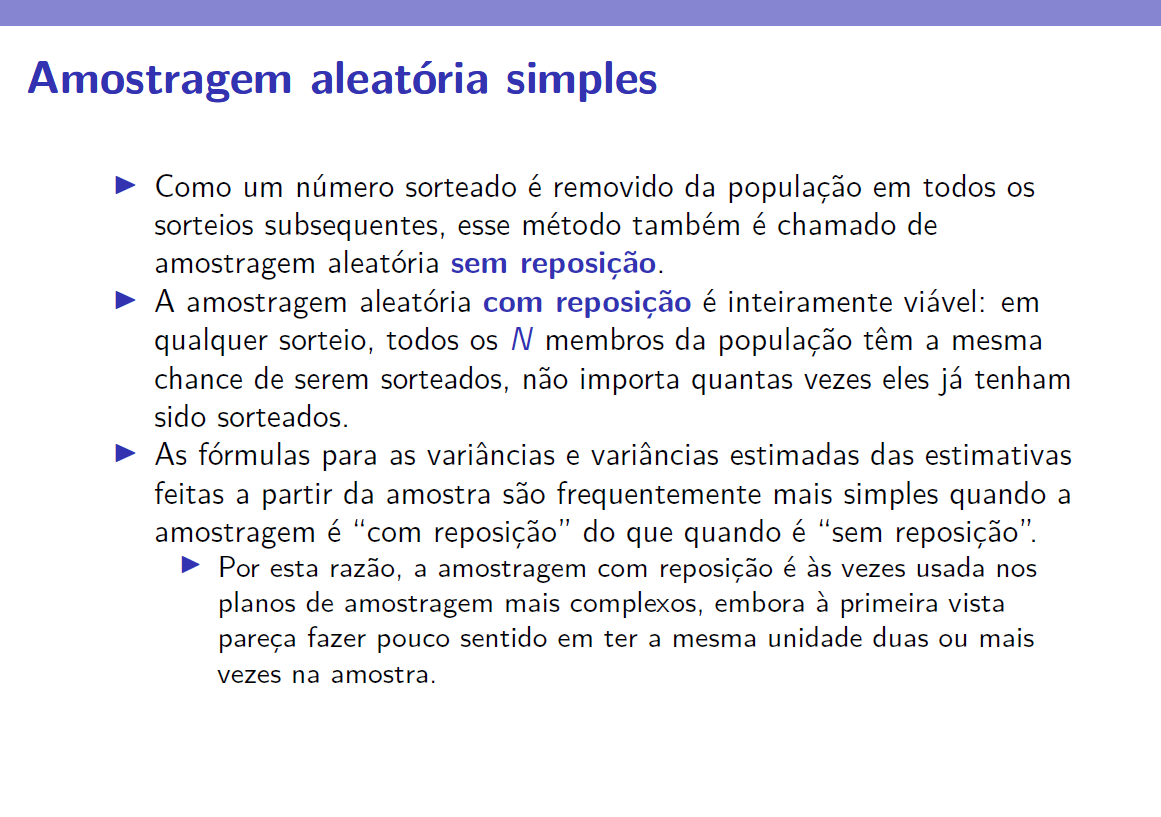 Amostragem aleatória simples
Como um número sorteado é removido da população em todos os
sorteios subsequentes, esse método também é chamado de
amostragem aleatória sem reposição.
A amostragem aleatória com reposição é inteiramente viável: em
qualquer sorteio, todos os N membros da população têm a mesma
chance de serem sorteados, não importa quantas vezes eles já tenham
sido sorteados.
As fórmulas para as variâncias e variâncias estimadas das estimativas
feitas a partir da amostra são frequentemente mais simples quando a
amostragem é “com reposição” do que quando é “sem reposição”.
Por esta razão, a amostragem com reposição é às vezes usada nos
planos de amostragem mais complexos, embora à primeira vista
pareça fazer pouco sentido em ter a mesma unidade duas ou mais
vezes na amostra.